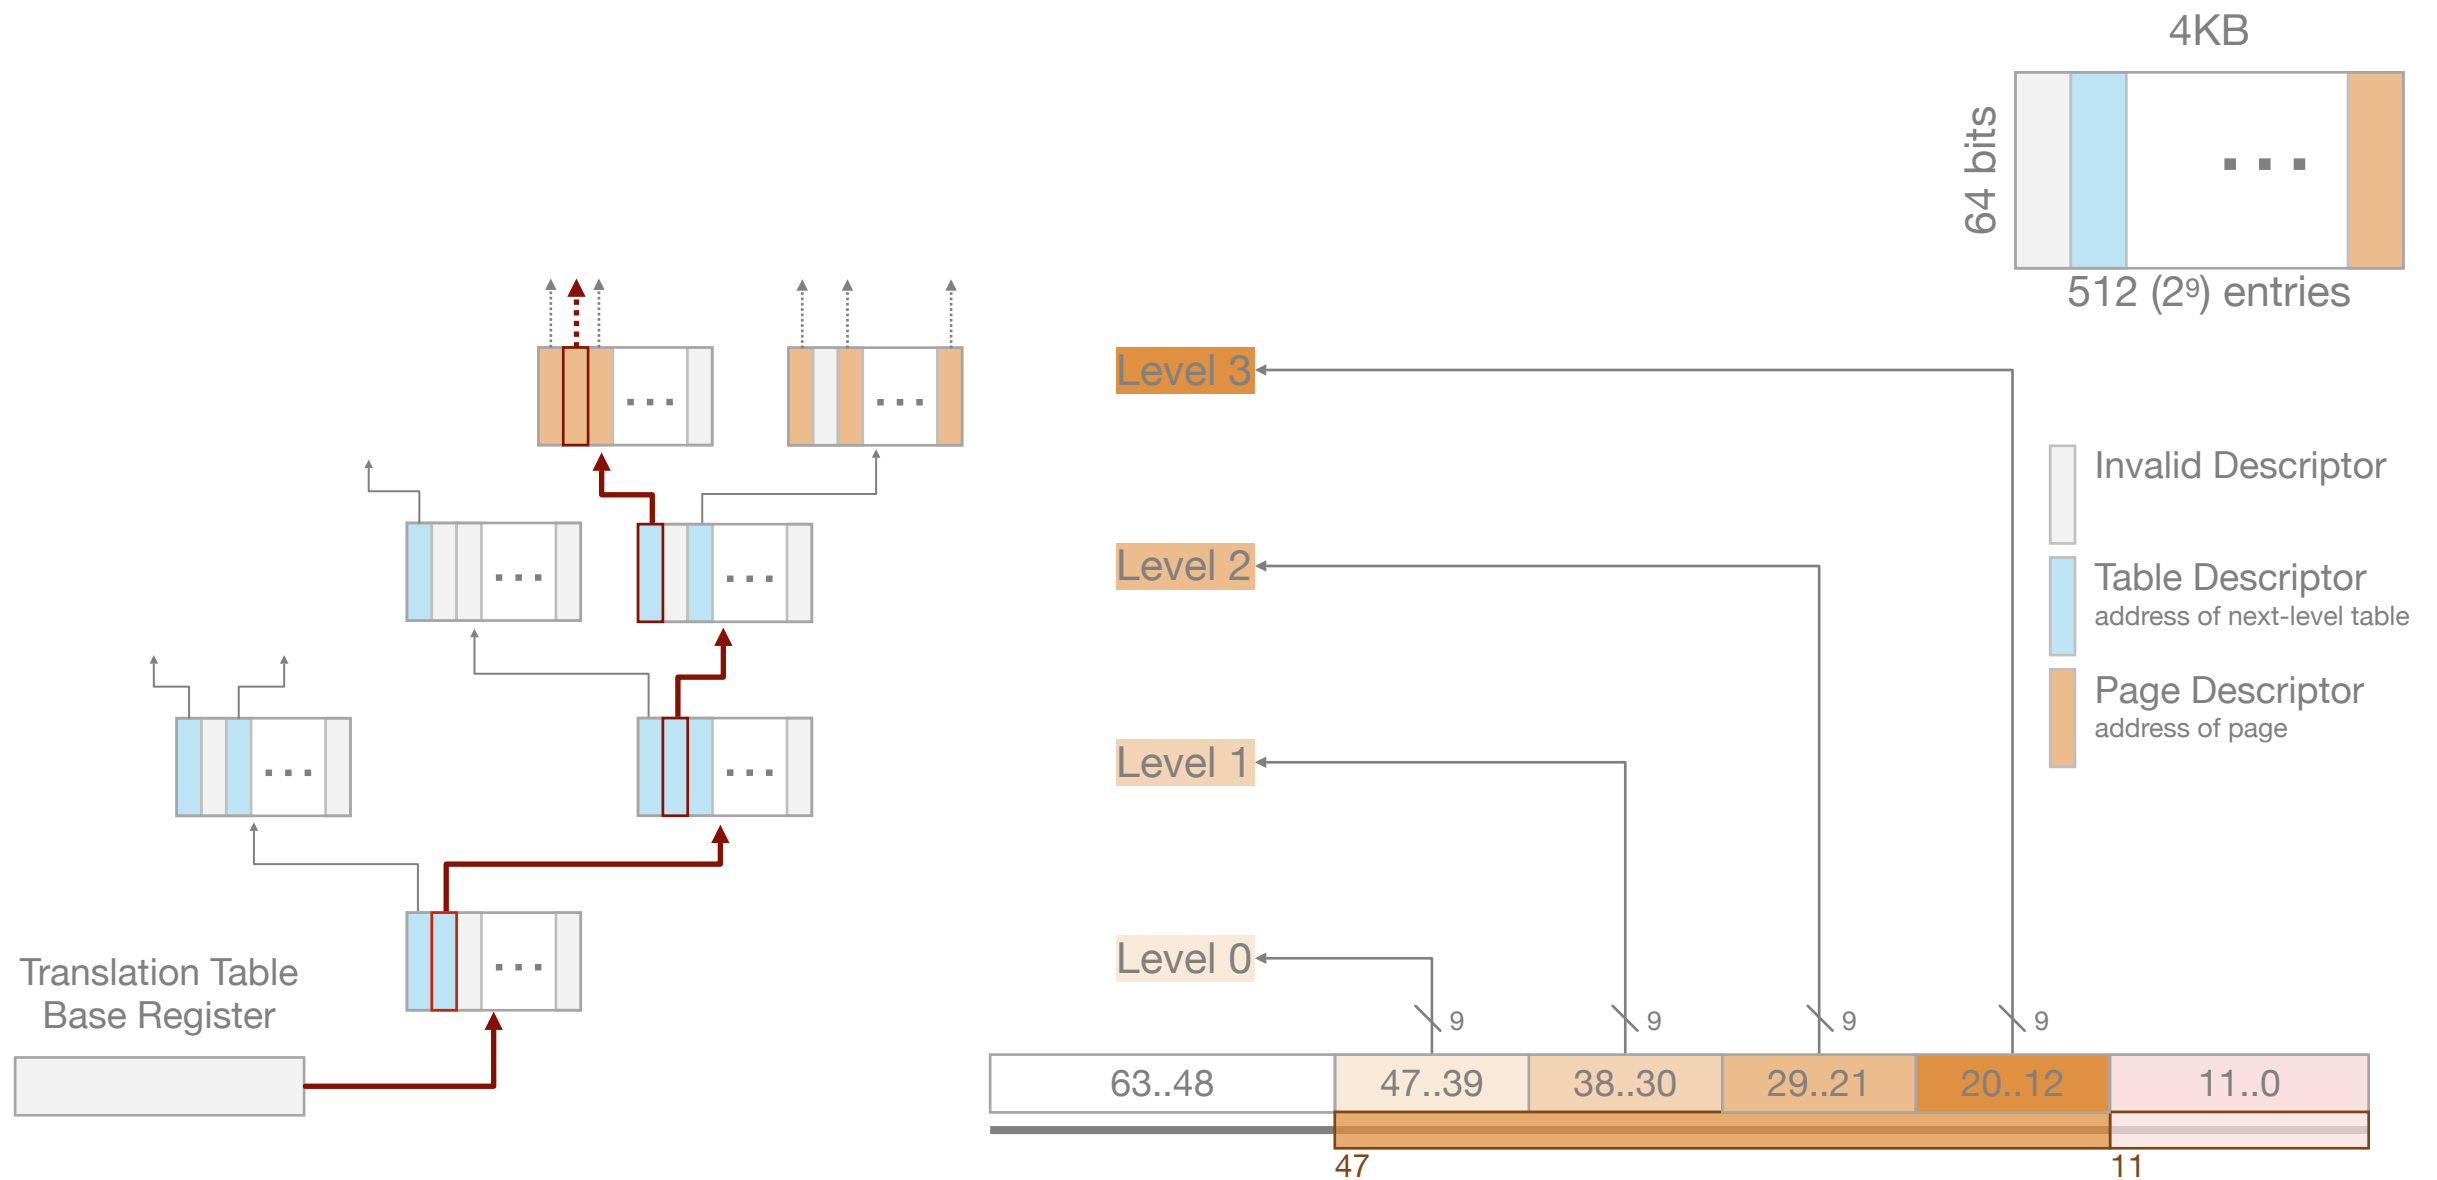 4KB
64 bits
512 (2⁹) entries
Level 3
Invalid Descriptor
Level 2
Table Descriptor
address of next-level table
Page Descriptor
address of page
Level 1
Level 0
Translation Table
Base Register
9
9
9
9
63..48
47..39
38..30
29..21
20..12
11..0
47
11